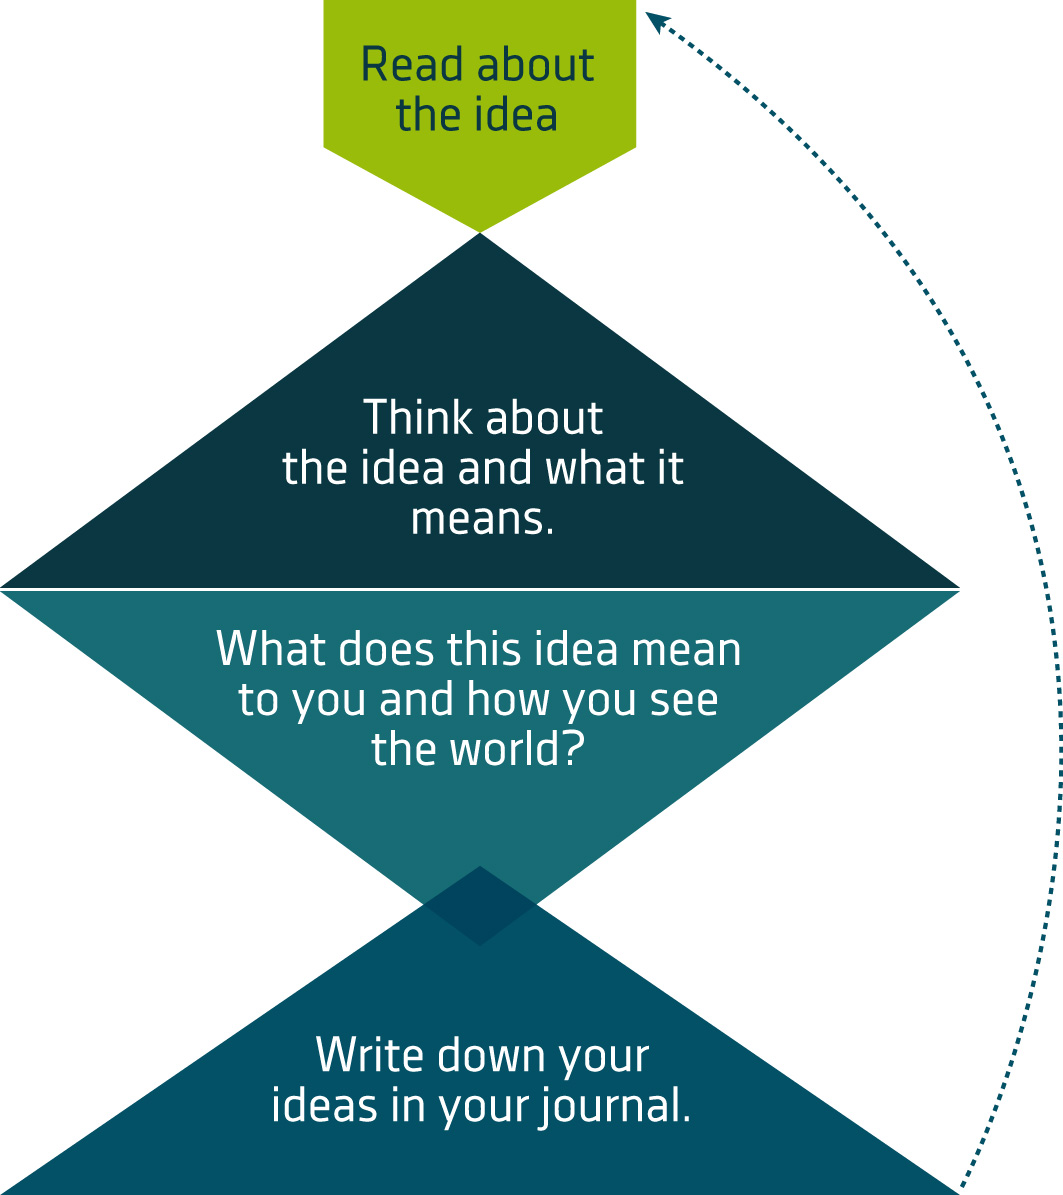 Read about
the idea
Think about
the idea and what it
means.
What does this idea mean
to you and how you see
the world?
Write down your
ideas in your journal.